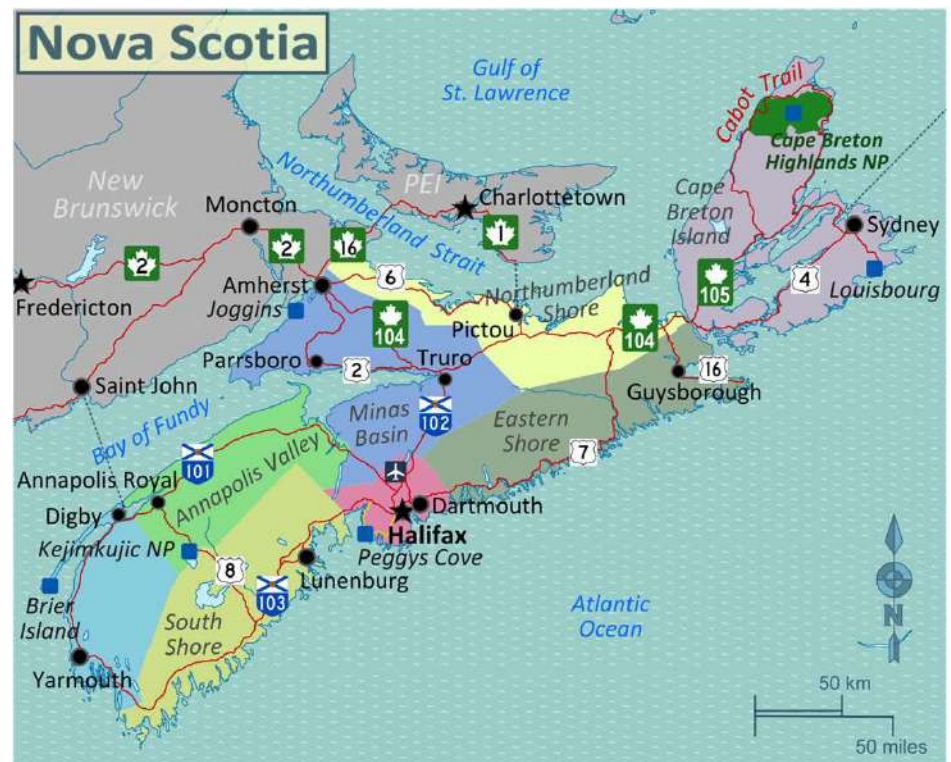 Nova Scotia
Gulf of
St. Lawrence
Cabot Trail
Cape Breton
Highlands NP
New
Brunswick
Northumberland Strait
PEI
Charlottetown
Cape
Breton
Island
Moncton
Sydney
2
2
16
1
Fredericton
Amherst
6
Joggins
104
Northumberland
Shore
Pictou
104
105
4
Louisbourg
Parrsboro
2
Truro
16
Guysborough
Saint John
Bay of Fundy
Minas
Basin
102
Eastern
Shore
7
101
Annapolis Valley
Annapolis Royal
Digby
Dartmouth
Halifax
Kejimkujic NP
Peggys Cove
8
Lunenburg
103
Brier
Island
South
Shore
Atlantic
Ocean
N
Yarmouth
50 km
50 miles